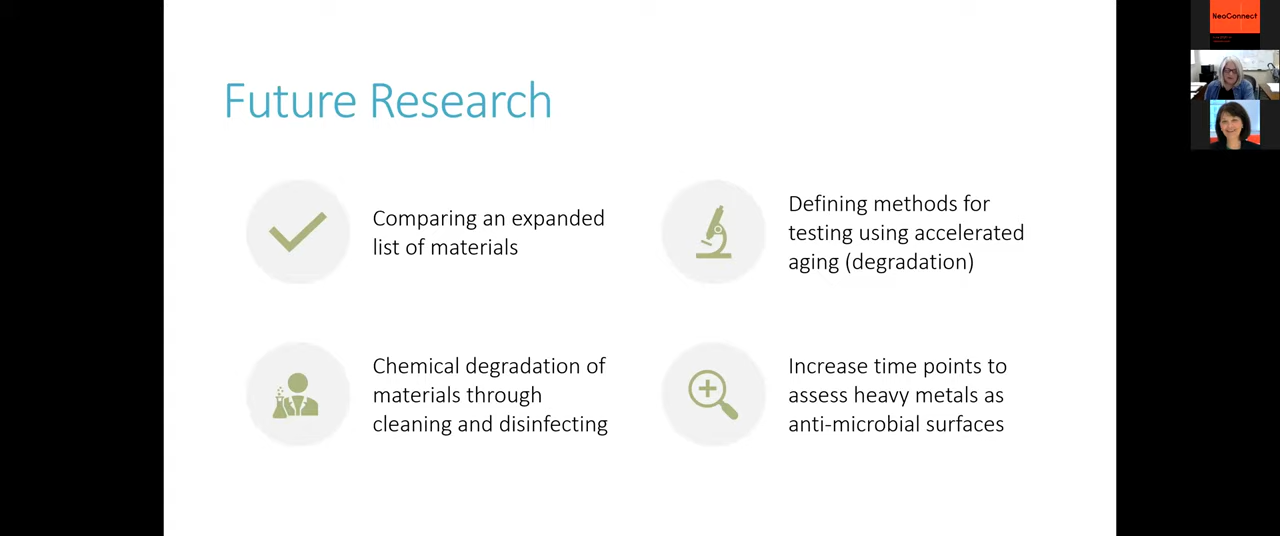 Future Research
Comparing an expanded
list of materials
Defining methods for
testing using accelerated
aging (degradation)
Chemical degradation of
materials through
cleaning and disinfecting
Increase time points to
assess heavy metals as
anti-microbial surfaces
NeoConnect